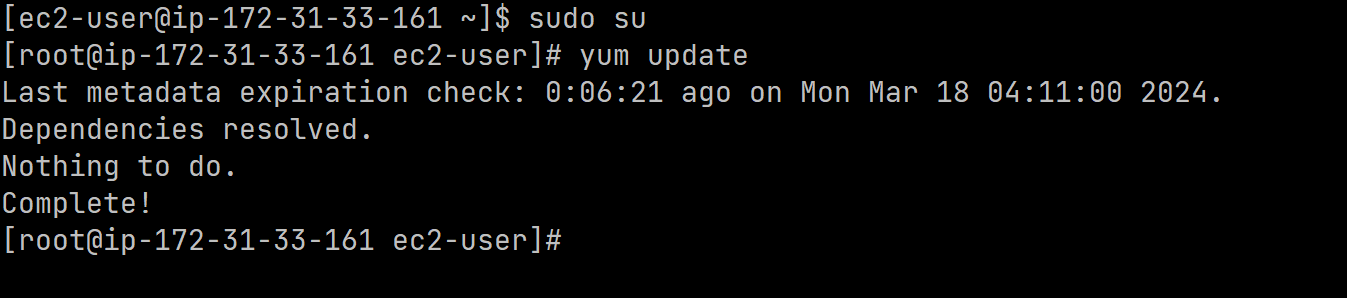 [ec2-user@ip-172-31-33-161 ~]$ sudo su
[root@ip-172-31-33-161 ec2-user]# yum update
Last metadata expiration check: 0:06:21 ago on Mon Mar 18 04:11:00 2024.
Dependencies resolved.
Nothing to do.
Complete!
[root@ip-172-31-33-161 ec2-user]#